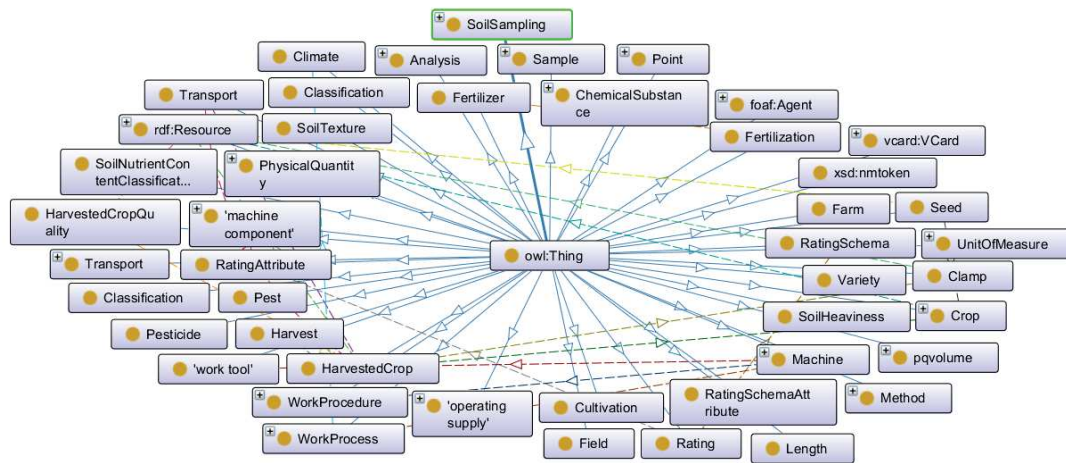 SoilSampling
Climate
Analysis
Sample
Point
Transport
Classification
Fertilizer
ChemicalSubstan
ce
foaf:Agent
rdf:Resource
SoilTexture
Fertilization
vcard:VCard
SoilNutrientCon
tentClassificat...
PhysicalQuantit
y
xsd:nmtoken
HarvestedCropQu
ality
'machine
component'
Farm
Seed
owl:Thing
RatingSchema
UnitOfMeasure
Transport
RatingAttribute
Variety
Clamp
Classification
Pest
SoilHeaviness
Crop
Pesticide
Harvest
Machine
pqvolume
'work tool'
HarvestedCrop
WorkProcedure
'operating
supply'
Cultivation
RatingSchemaAtt
ribute
Method
WorkProcess
Field
Rating
Length